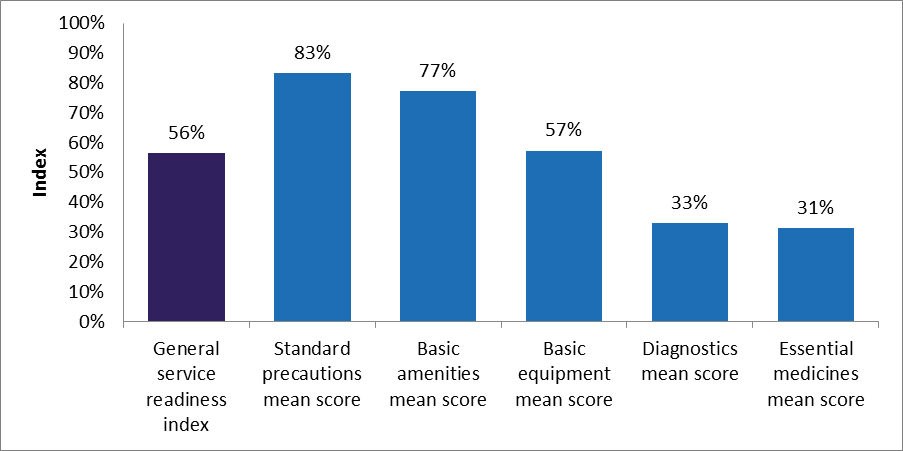 100%
90%
80%
70%
60%
50%
40%
30%
20%
10%
0%
Index
56%
83%
77%
57%
33%
31%
General
service
readiness
index
Standard
precautions
mean score
Basic
amenities
mean score
Basic
equipment
mean score
Diagnostics
mean score
Essential
medicines
mean score